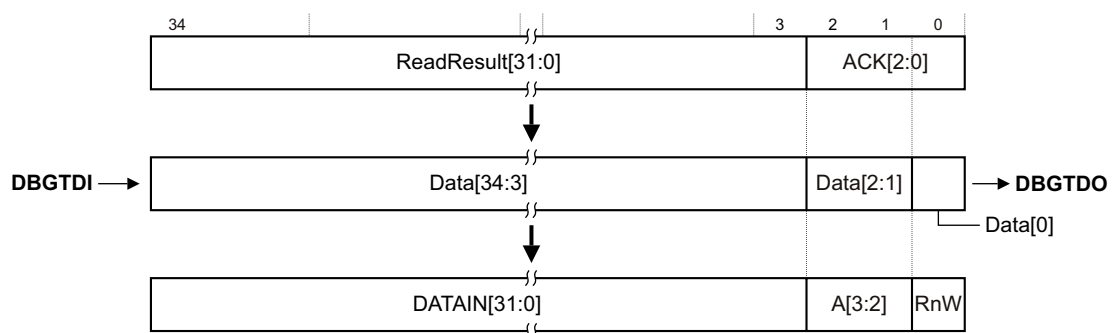 34 3 2 1 0
ReadResult[31:0] ACK[2:0]
DBGTDI Data[34:3] Data[2:1] DBGTDO
Data[0]
DATAIN[31:0] A[3:2] RnW